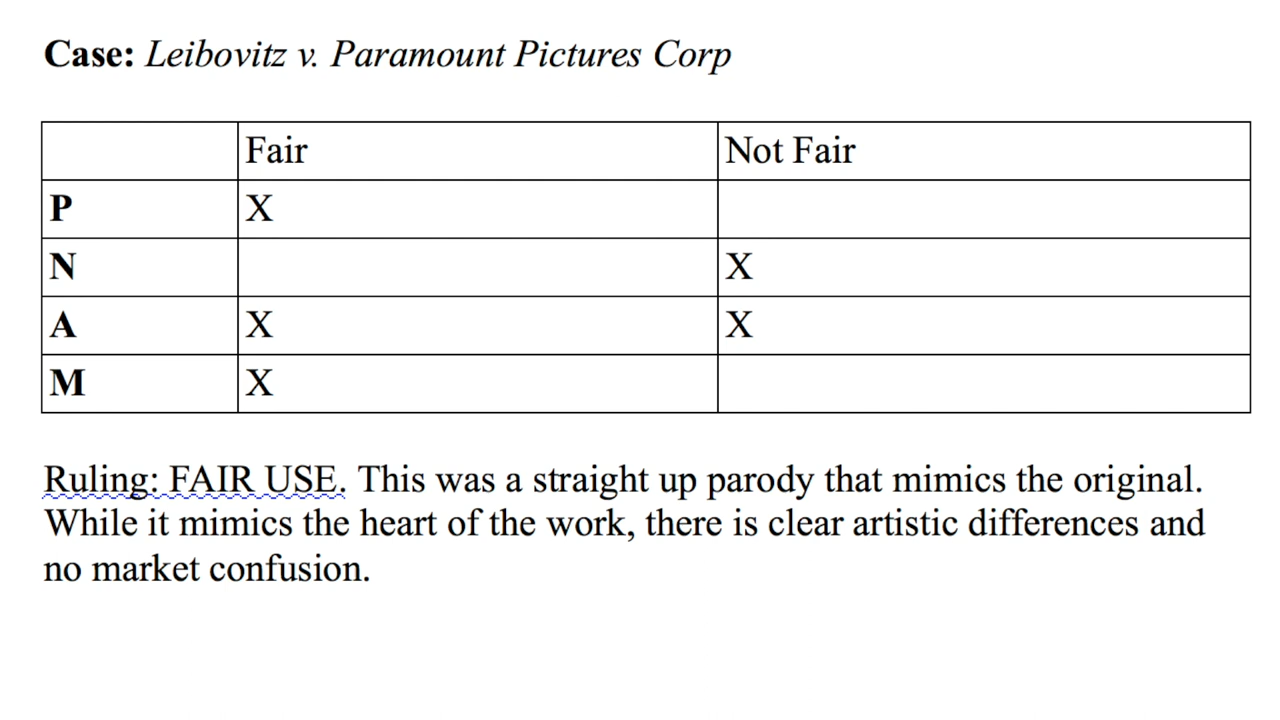 Case: Leibovitz v. Paramount Pictures Corp
Fair Not Fair
P X
N X
A X X
M X
Ruling: FAIR USE. This was a straight up parody that mimics the original.
While it mimics the heart of the work, there is clear artistic differences and
no market confusion.